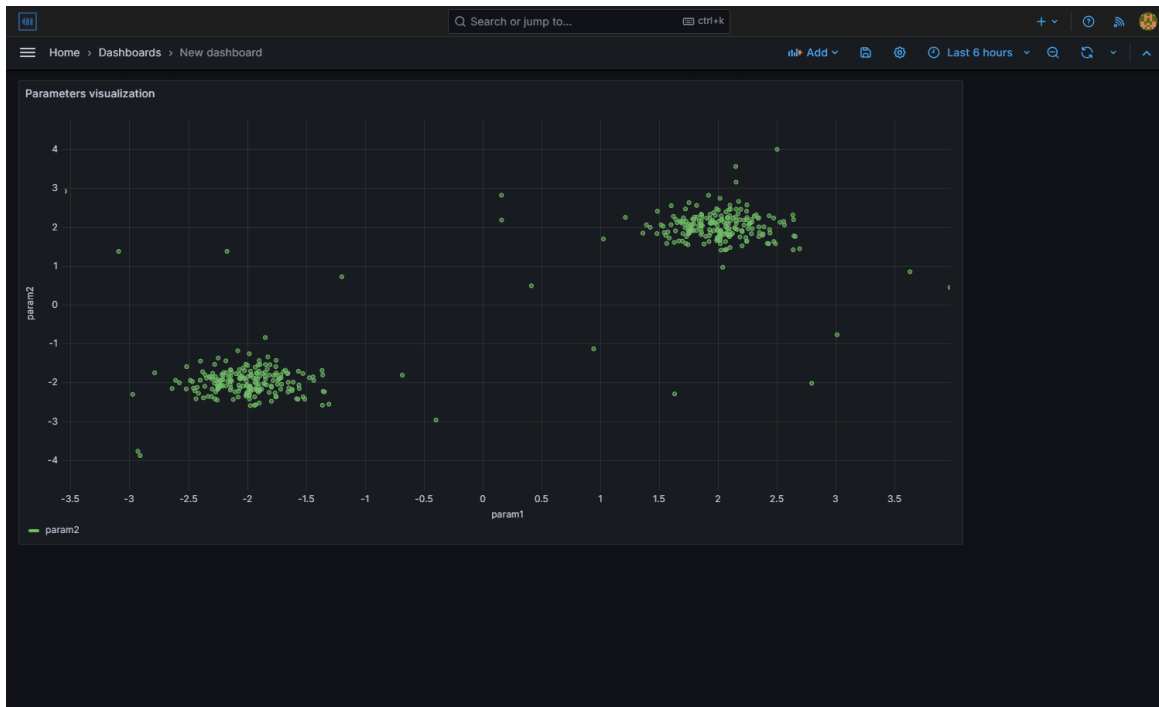 Search or jump to... ctrl+k
Home › Dashboards › New dashboard Add Last 6 hours
Parameters visualization
4
3
2
1
0
-1
-2
-3
-4
param2
-3.5 -3 -2.5 -2 -1.5 -1 -0.5 0 0.5 1 1.5 2 2.5 3 3.5
param1
param2